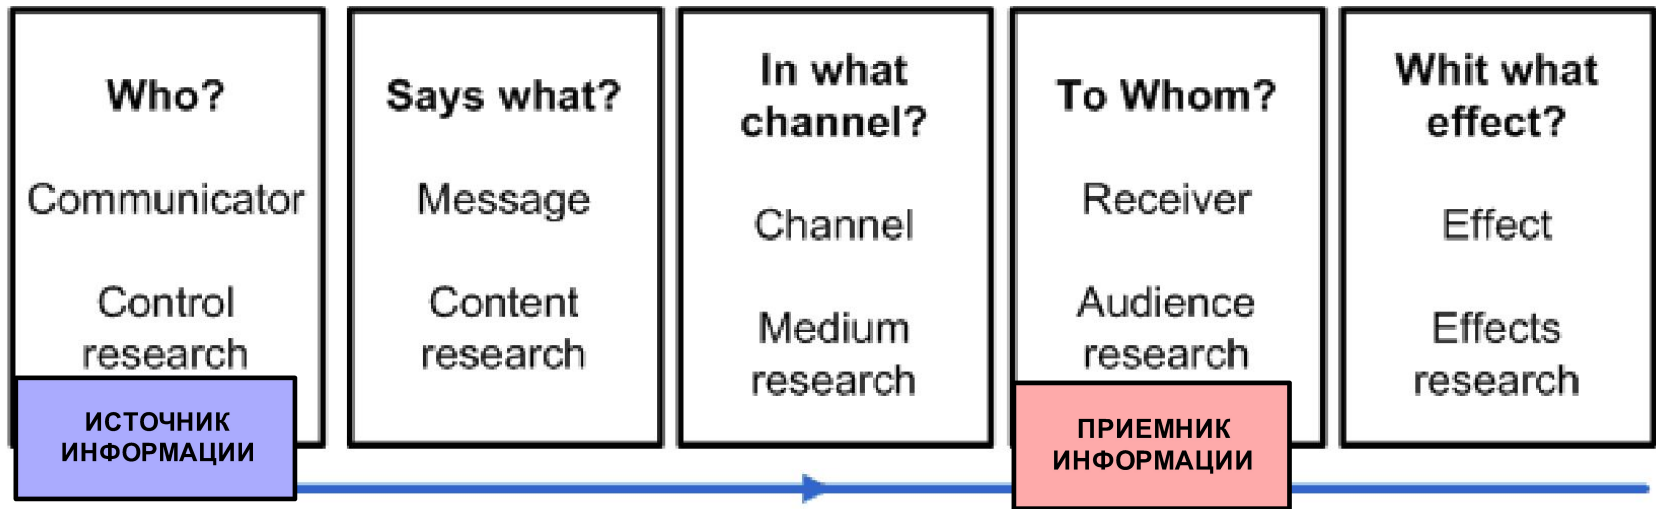 Who?
Communicator
Control
research
ИСТОЧНИК
ИНФОРМАЦИИ
Says what?
Message
Content
research
In what
channel?
Channel
Medium
research
To Whom?
Receiver
Audience
research
ПРИЕМНИК
ИНФОРМАЦИИ
Whit what
effect?
Effect
Effects
research